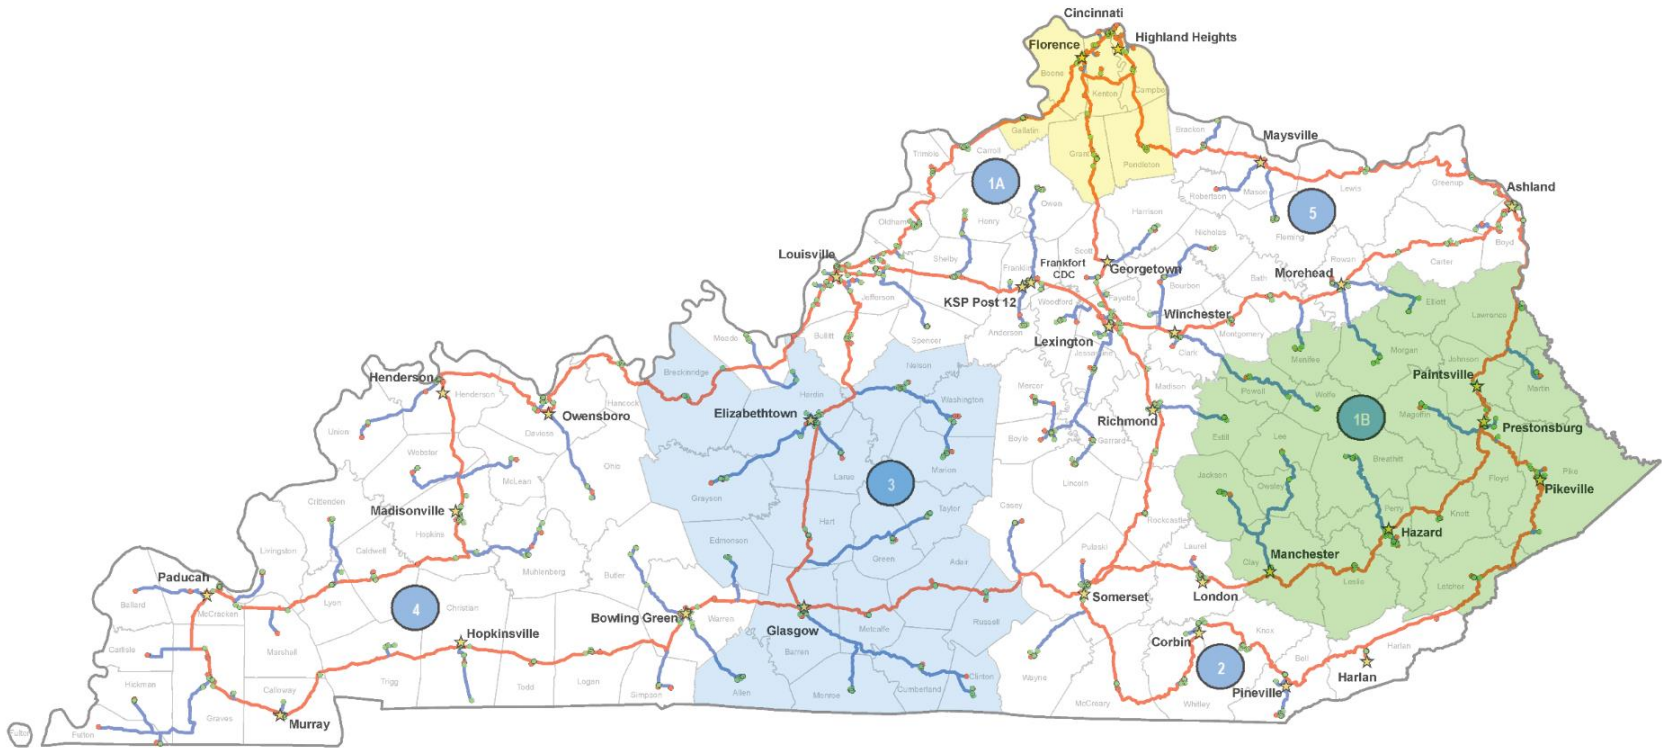 Cincinnati
Highland Heights
Florence
Boone
Kenton
Campbe
Gallatin
Grant
Pendleton
Bracken
Maysville
Carroll
Trimble
1A
Owen
Robertson
Mason
Lewis
Greenup
Ashland
5
Oldham
Henry
Harrison
Nicholas
Fleming
Boyd
Louisville
Shelby
Franklin
Frankfort
CDC
Scott
Georgetown
Bourbon
Bath
Rowan
Morehead
Carter
Elliott
Jefferson
KSP Post 12
Woodford
Fayette
Winchester
Montgomery
Lawrence
Meade
Bullitt
Spencer
Anderson
Lexington
Jessamine
Clark
Menifee
Morgan
Johnson
Breckinridge
Nelson
Henderson
Henderson
Hancock
Hardin
Washington
Mercer
Madison
Powell
Wolfe
Paintsville
Martin
Owensboro
Daviess
Elizabethtown
Richmond
1B
Magoffin
Prestonsburg
Union
Webster
McLean
Ohio
Grayson
Larue
Marion
3
Boyle
Garrard
Estill
Lee
Breathitt
Floyd
Pike
Pikeville
Crittenden
Madisonville
Hopkins
Hart
Taylor
Casey
Lincoln
Rockcastle
Jackson
Owsley
Perry
Knott
Hazard
Livingston
Caldwell
Muhlenberg
Butler
Edmonson
Green
Adair
Pulaski
Laurel
Clay
Manchester
Leslie
Letcher
Paducah
Ballard
McCracken
Lyon
4
Christian
Bowling Green
Warren
Glasgow
Metcalfe
Russell
Somerset
London
Carlisle
Marshall
Hopkinsville
Barren
Corbin
Knox
Bell
Harlan
Harlan
2
Pineville
Hickman
Calloway
Trigg
Todd
Logan
Simpson
Allen
Monroe
Cumberland
Clinton
Wayne
McCreary
Whitley
Fulton
Fulton
Graves
Murray